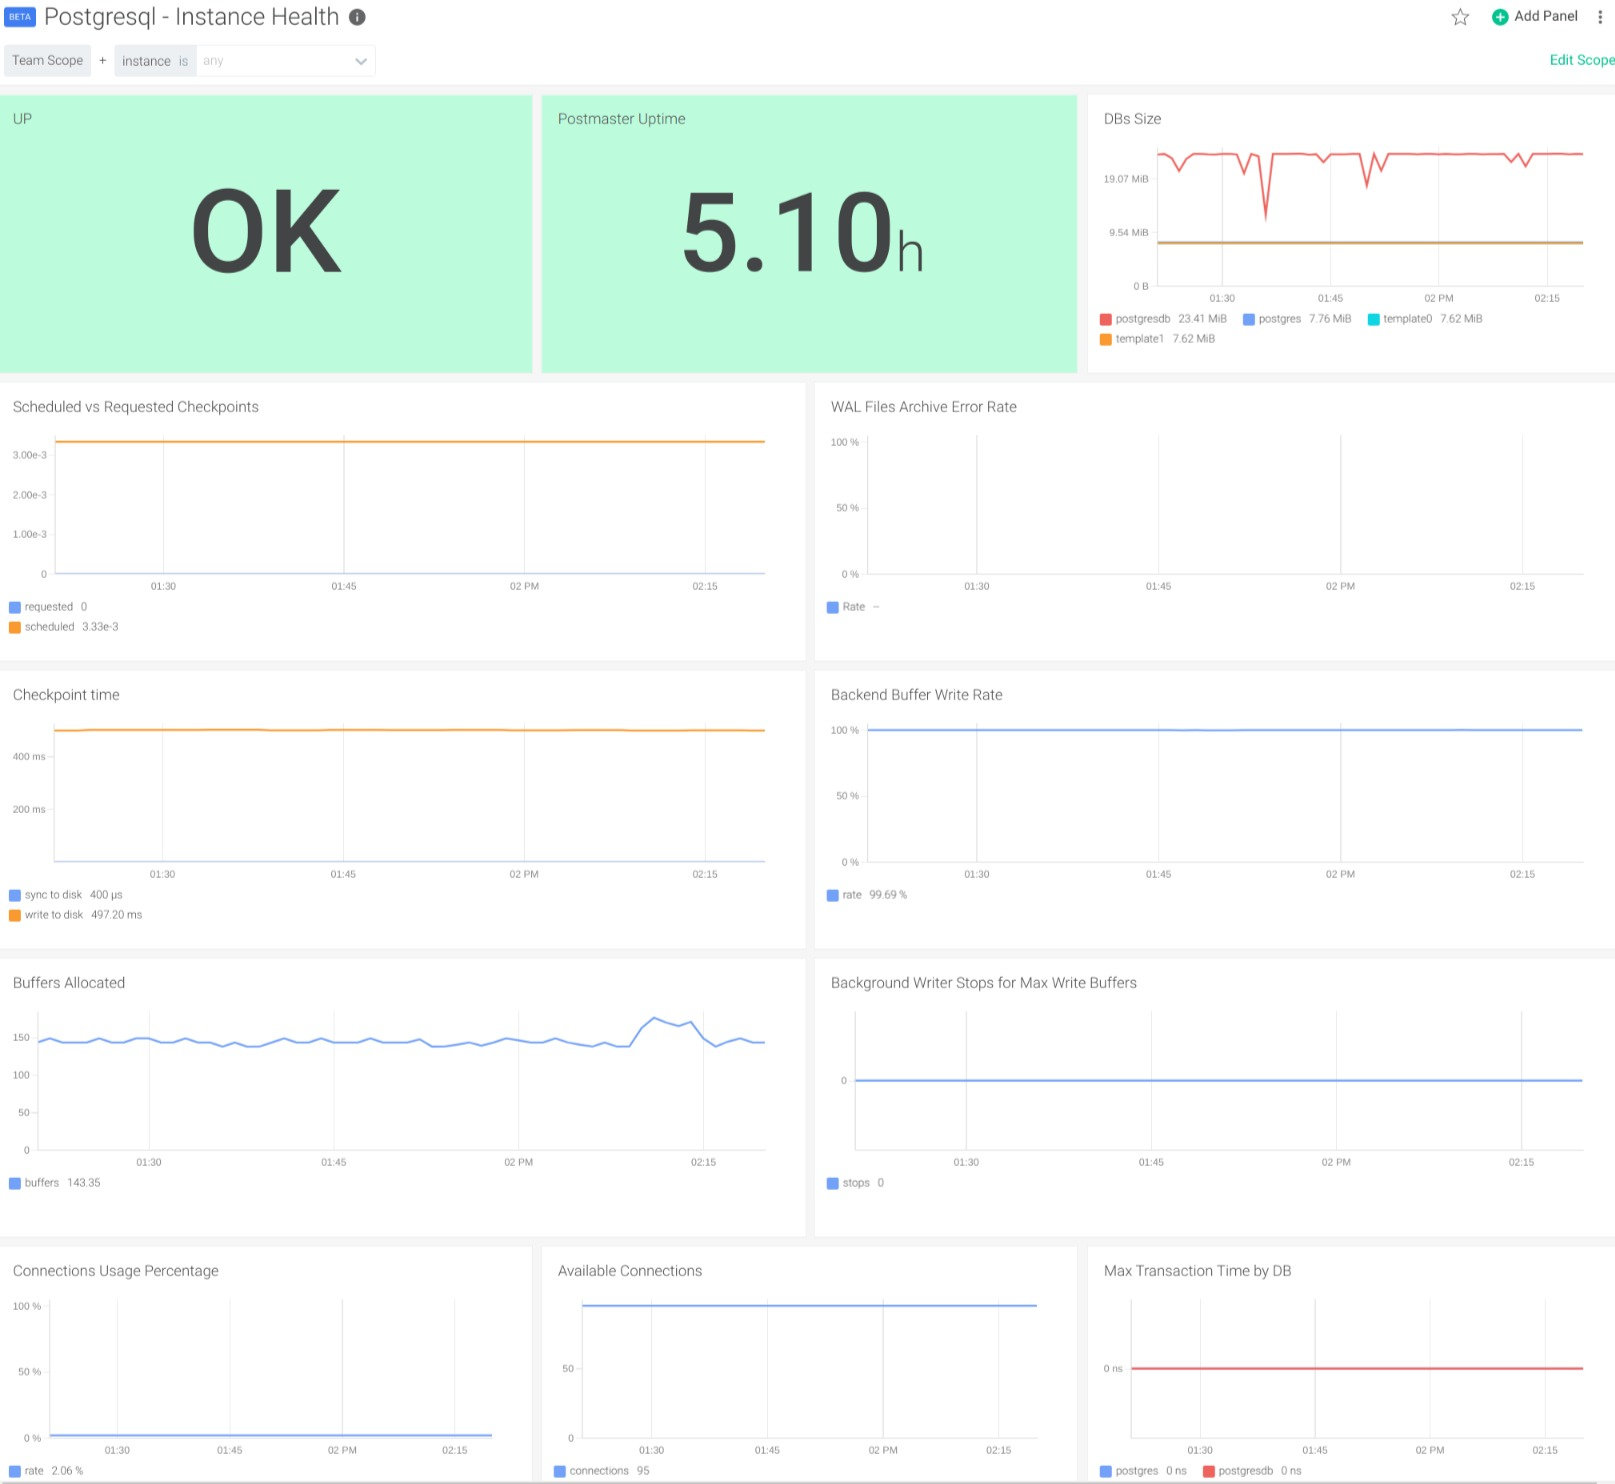 BETA Postgresql - Instance Health i Add Panel
Team Scope + instance is any Edit Scope
UP
OK
Postmaster Uptime
5.10h
DBs Size
19.07 MiB
9.54 MiB
0 B
01:30 01:45 02 PM 02:15
postgresdb 23.41 MiB postgres 7.76 MiB template0 7.62 MiB
template1 7.62 MiB
Scheduled vs Requested Checkpoints
3.00e-3
2.00e-3
1.00e-3
0
01:30 01:45 02 PM 02:15
requested 0
scheduled 3.33e-3
WAL Files Archive Error Rate
100 %
50 %
0 %
01:30 01:45 02 PM 02:15
Rate --
Checkpoint time
400 ms
200 ms
01:30 01:45 02 PM 02:15
sync to disk 400 µs
write to disk 497.20 ms
Backend Buffer Write Rate
100 %
50 %
0 %
01:30 01:45 02 PM 02:15
rate 99.69 %
Buffers Allocated
150
100
50
0
01:30 01:45 02 PM 02:15
buffers 143.35
Background Writer Stops for Max Write Buffers
0
01:30 01:45 02 PM 02:15
stops 0
Connections Usage Percentage
100 %
50 %
0 %
01:30 01:45 02 PM 02:15
rate 2.06 %
Available Connections
50
0
01:30 01:45 02 PM 02:15
connections 95
Max Transaction Time by DB
0 ns
01:30 01:45 02 PM 02:15
postgres 0 ns postgresdb 0 ns